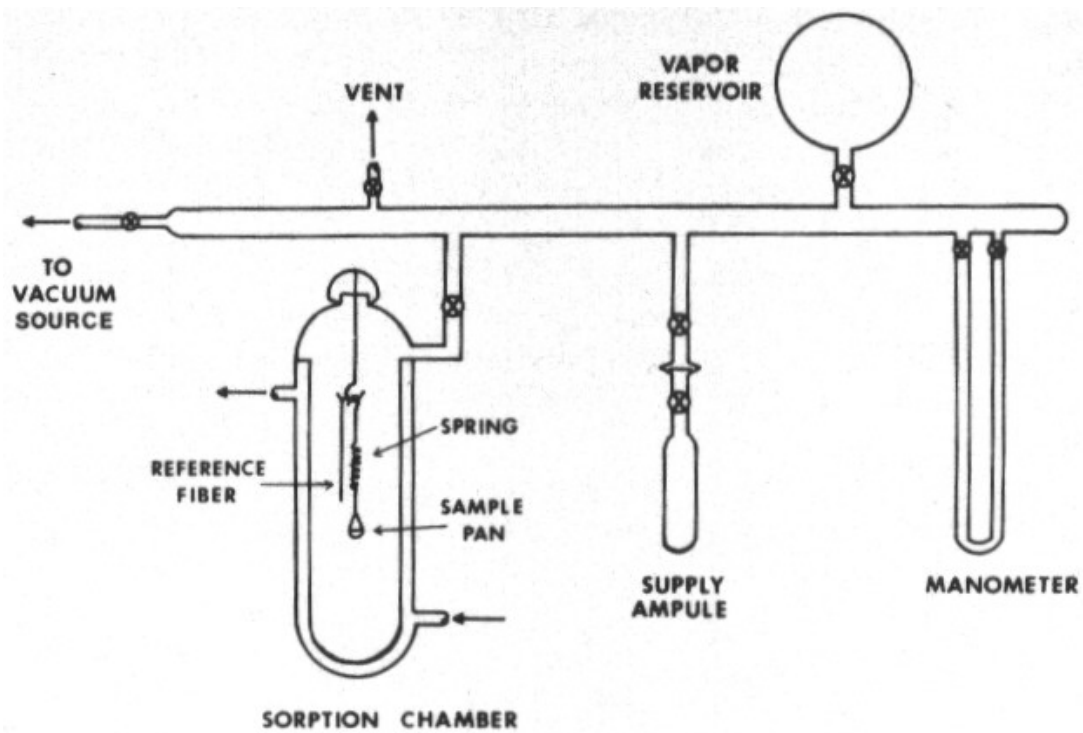 VENT
VAPOR
RESERVOIR
TO
VACUUM
SOURCE
SPRING
REFERENCE
FIBER
SAMPLE
PAN
SUPPLY
AMPULE
MANOMETER
SORPTION CHAMBER